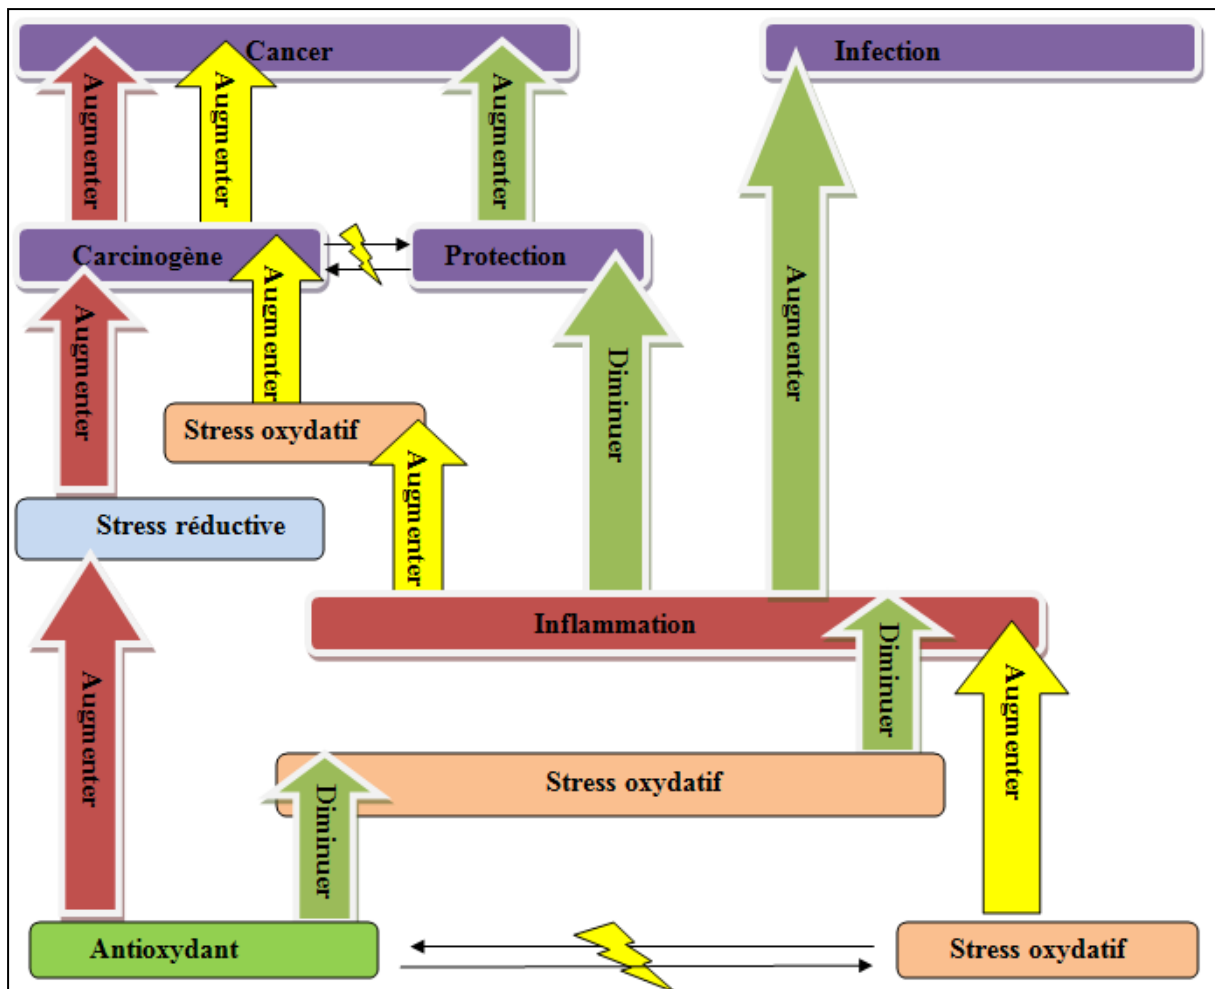 Cancer
Infection
Augmenter
Augmenter
Augmenter
Carcinogène
Protection
Augmenter
Augmenter
Diminuer
Augmenter
Stress oxydatif
Augmenter
Stress réductive
Inflammation
Diminuer
Augmenter
Augmenter
Stress oxydatif
Diminuer
Antioxydant
Stress oxydatif